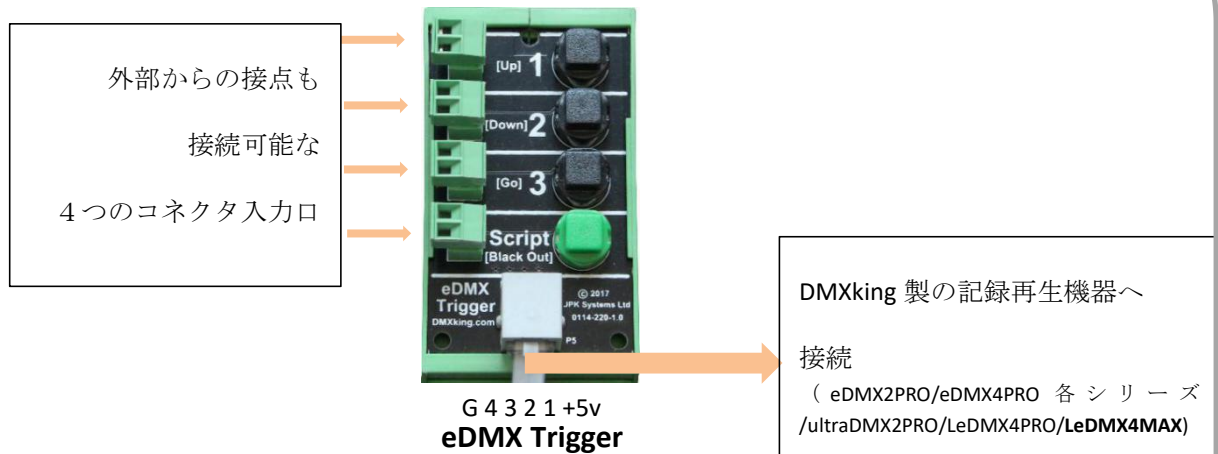 外部からの接点も
接続可能な
４つのコネクタ入力口
[Up] 1
[Down] 2
[Go] 3
Script
[Black Out]
eDMX
Trigger
DMXking.com
© 2017
JPK Systems Ltd
0114-220-1.0
P5
G 4 3 2 1 +5v
eDMX Trigger
DMXking 製の記録再生機器へ
接続
（ eDMX2PRO/eDMX4PRO 各シリーズ
/ultraDMX2PRO/LeDMX4PRO/LeDMX4MAX)